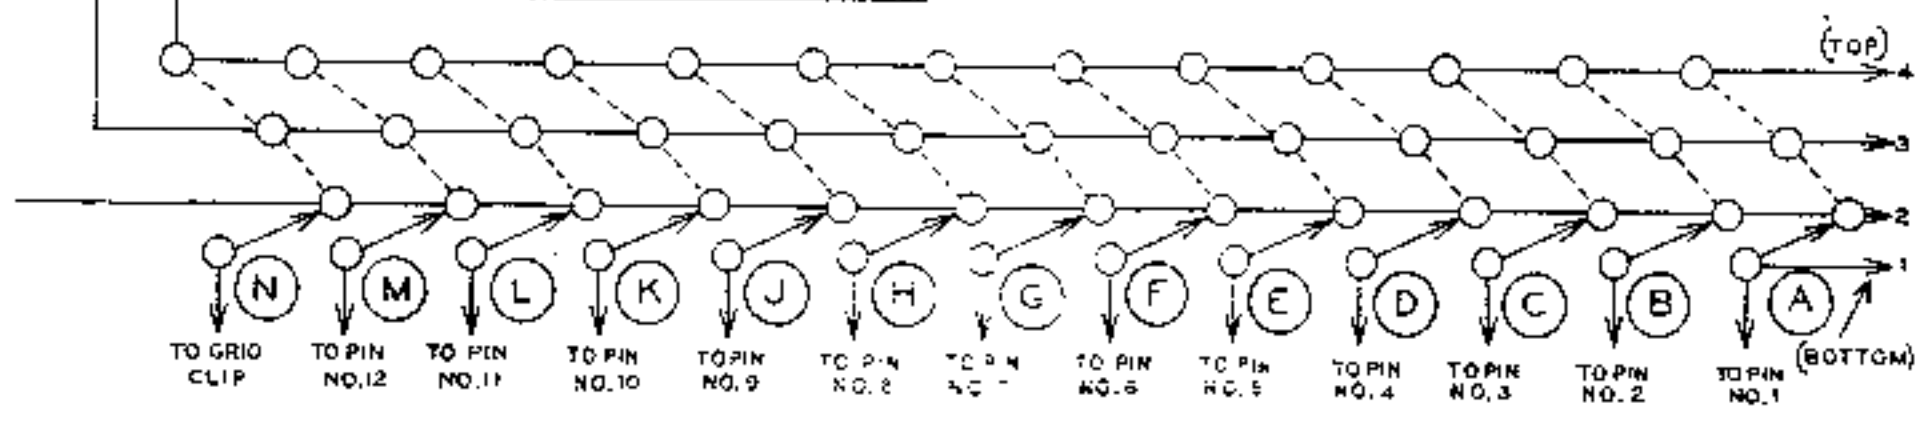 (TOP)
4
3
2
1
N M L K J H G F E D C B A
(BOTTOM)
TO GRID
CLIP
TO PIN
NO.12
TO PIN
NO.11
TO PIN
NO.10
TO PIN
NO.9
TO PIN
NO.8
TO PIN
NO.7
TO PIN
NO.6
TO PIN
NO.5
TO PIN
NO.4
TO PIN
NO.3
TO PIN
NO.2
TO PIN
NO.1